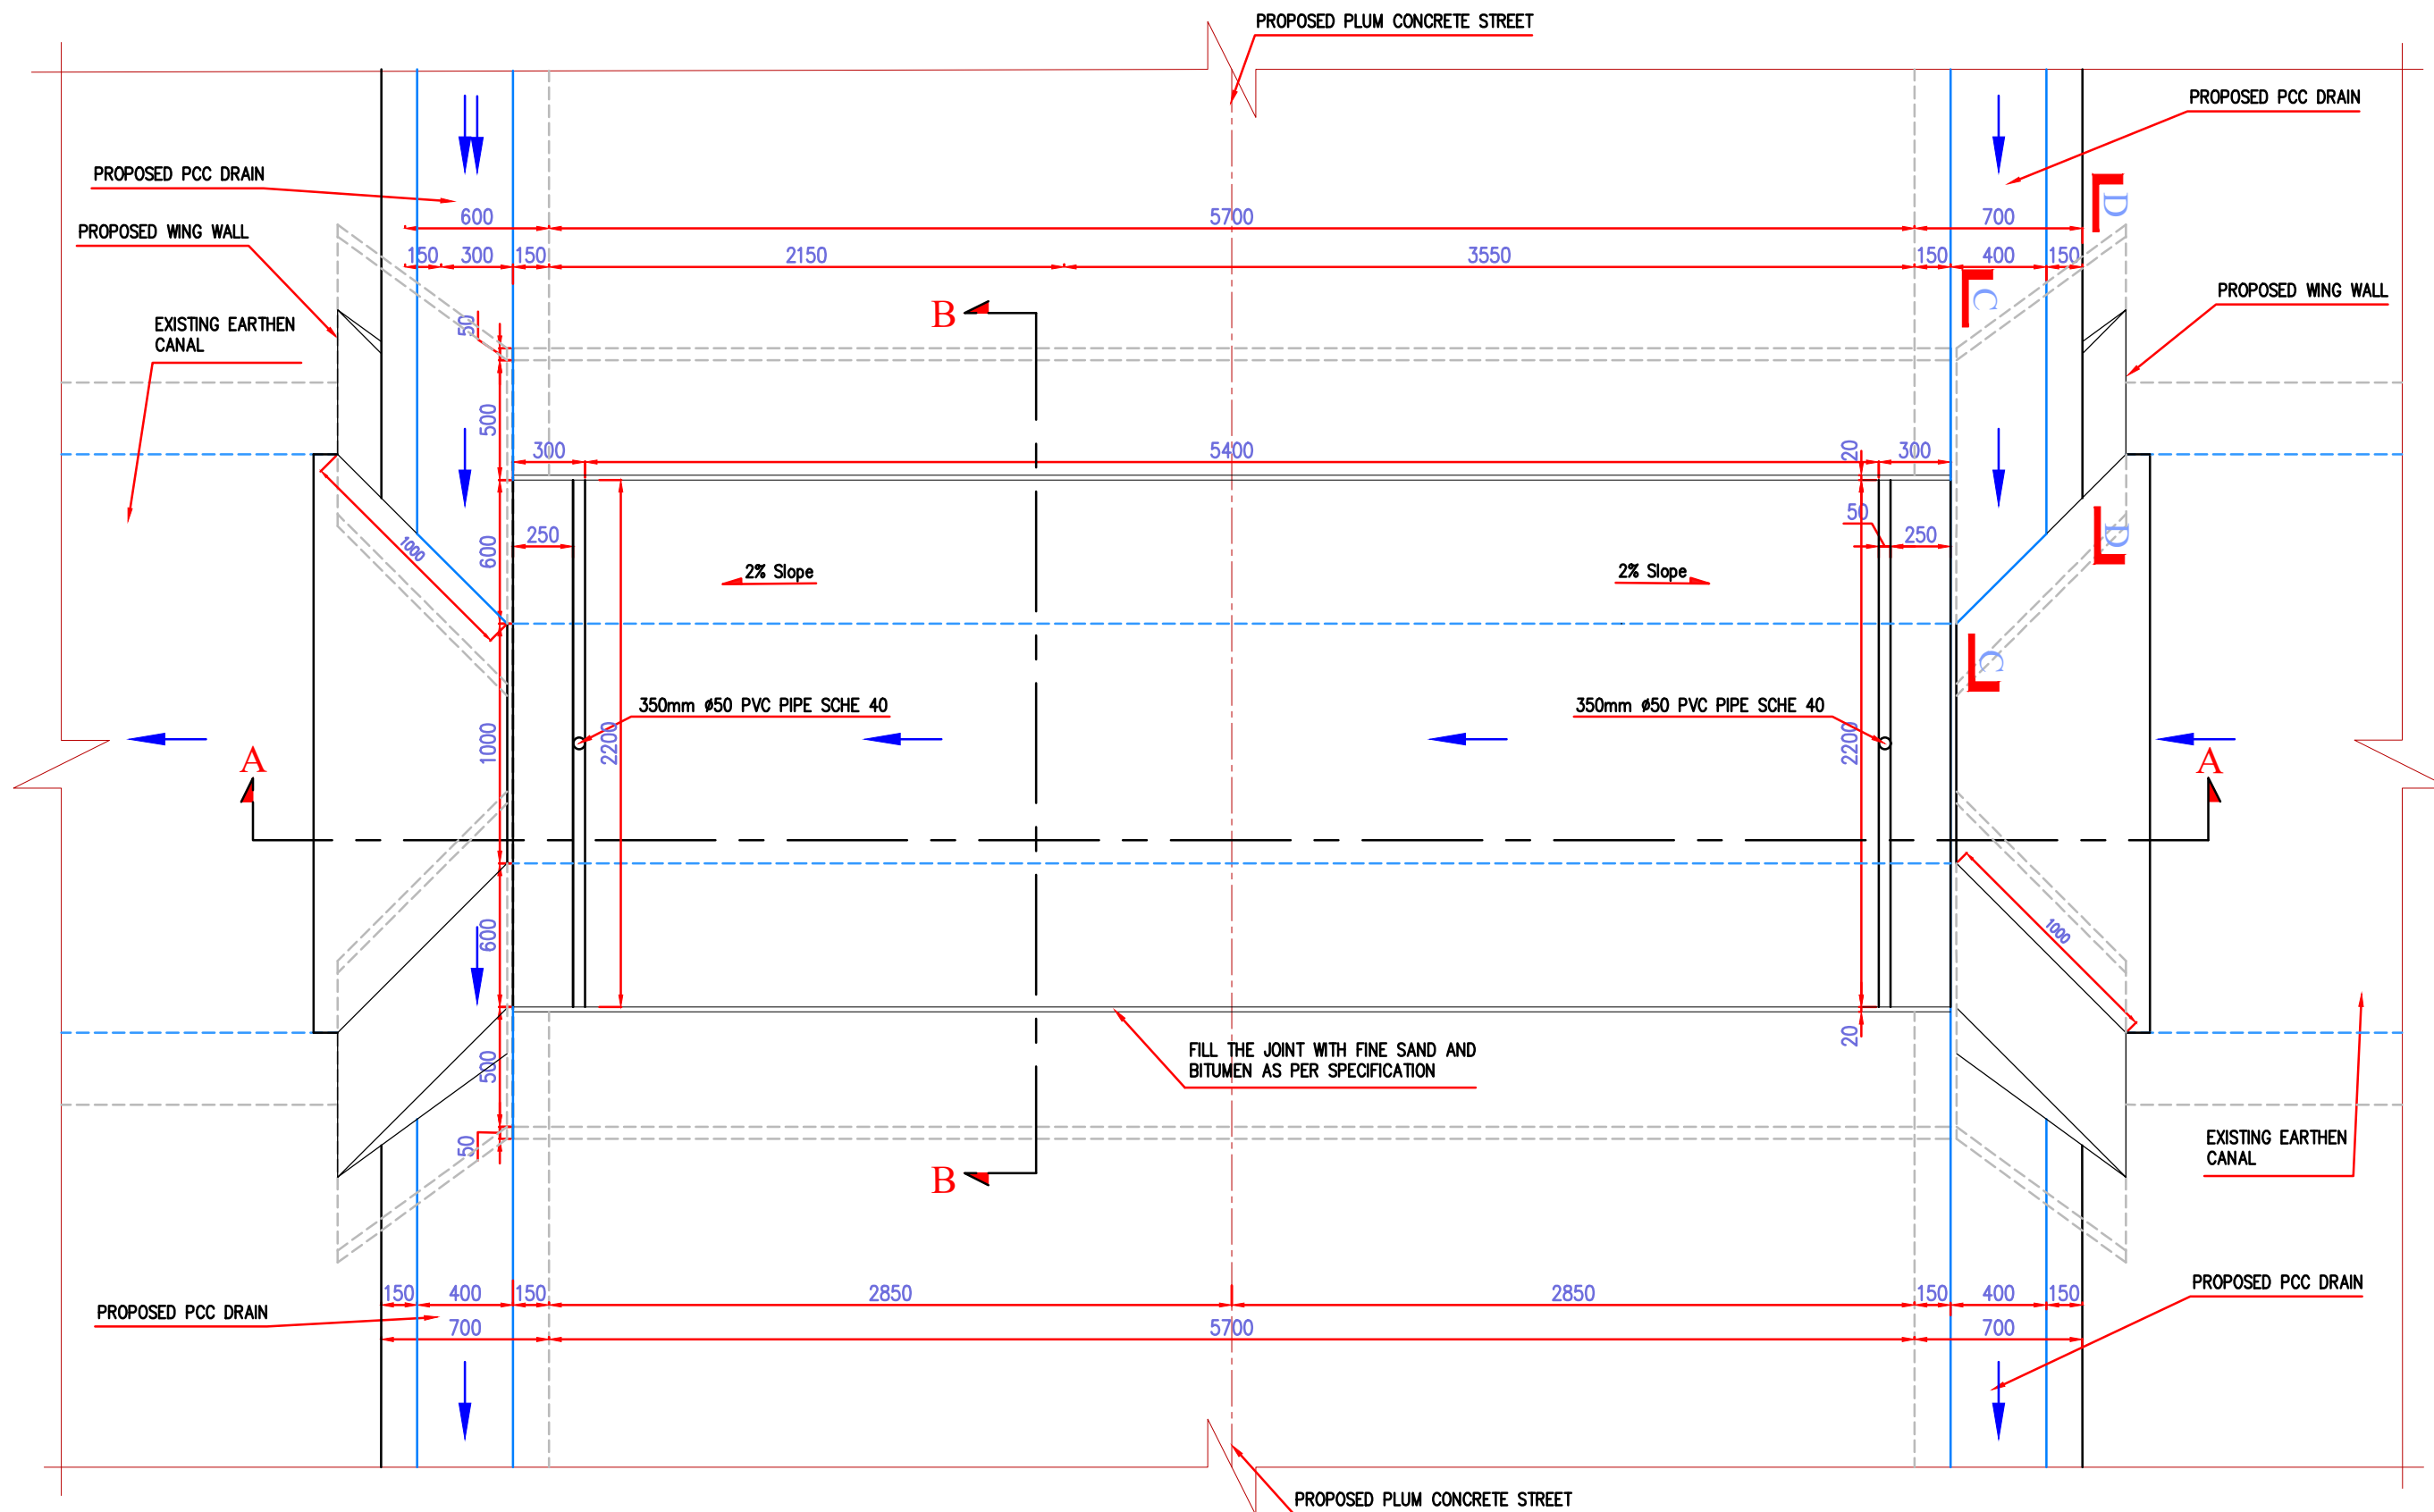 PROPOSED PLUM CONCRETE STREET
PROPOSED PCC DRAIN
PROPOSED PCC DRAIN
D
600
5700
700
PROPOSED WING WALL
150
300
150
2150
3550
150
400
150
C
PROPOSED WING WALL
B
EXISTING EARTHEN
CANAL
50
500
300
5400
20
300
50
250
250
D
600
1000
2% Slope
2% Slope
C
350mm ø50 PVC PIPE SCHE 40
350mm ø50 PVC PIPE SCHE 40
1000
2200
2200
A
A
600
1000
500
20
FILL THE JOINT WITH FINE SAND AND
BITUMEN AS PER SPECIFICATION
50
EXISTING EARTHEN
CANAL
B
PROPOSED PCC DRAIN
150
400
150
2850
2850
150
400
150
PROPOSED PCC DRAIN
700
5700
700
PROPOSED PLUM CONCRETE STREET